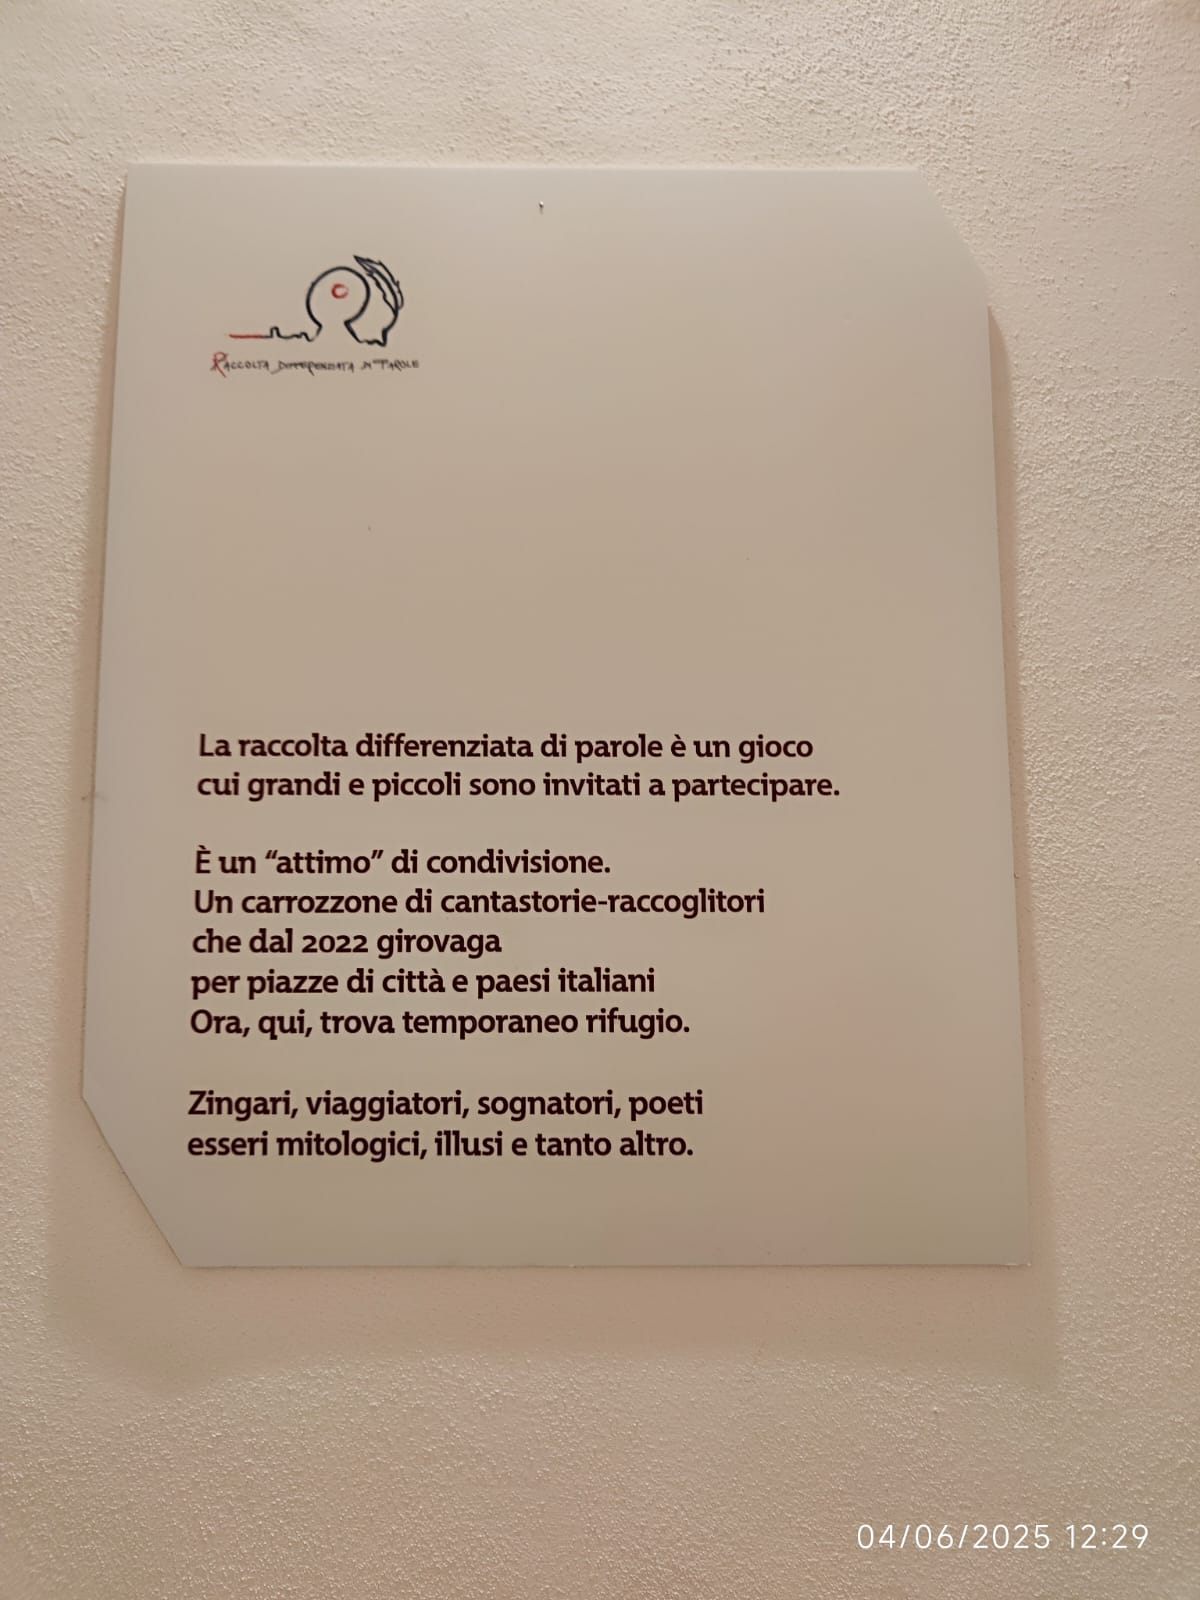 RACCOLTA DIFFERENZIATA DI PAROLE
La raccolta differenziata di parole è un gioco
cui grandi e piccoli sono invitati a partecipare.
È un “attimo” di condivisione.
Un carrozzone di cantastorie-raccoglitori
che dal 2022 girovaga
per piazze di città e paesi italiani
Ora, qui, trova temporaneo rifugio.
Zingari, viaggiatori, sognatori, poeti
esseri mitologici, illusi e tanto altro.
04/06/2025 12:29